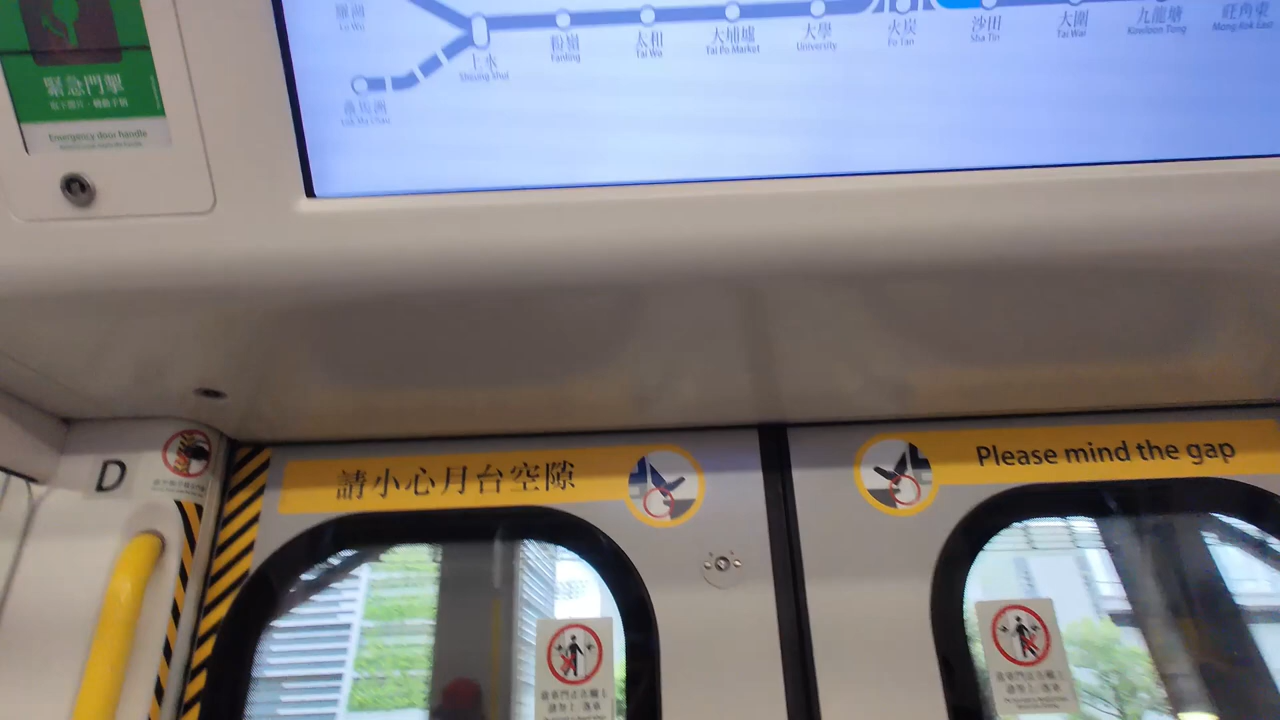 羅湖
Lo Wu
上水
Sheung Shui
粉嶺
Fanling
太和
Tai Wo
大埔墟
Tai Po Market
大學
University
火炭
Fo Tan
沙田
Sha Tin
大圍
Tai Wai
九龍塘
Kowloon Tong
旺角東
Mong Kok East
落馬洲
Lok Ma Chau
緊急門掣
Emergency door handle
D
請小心月台空隙
Please mind the gap